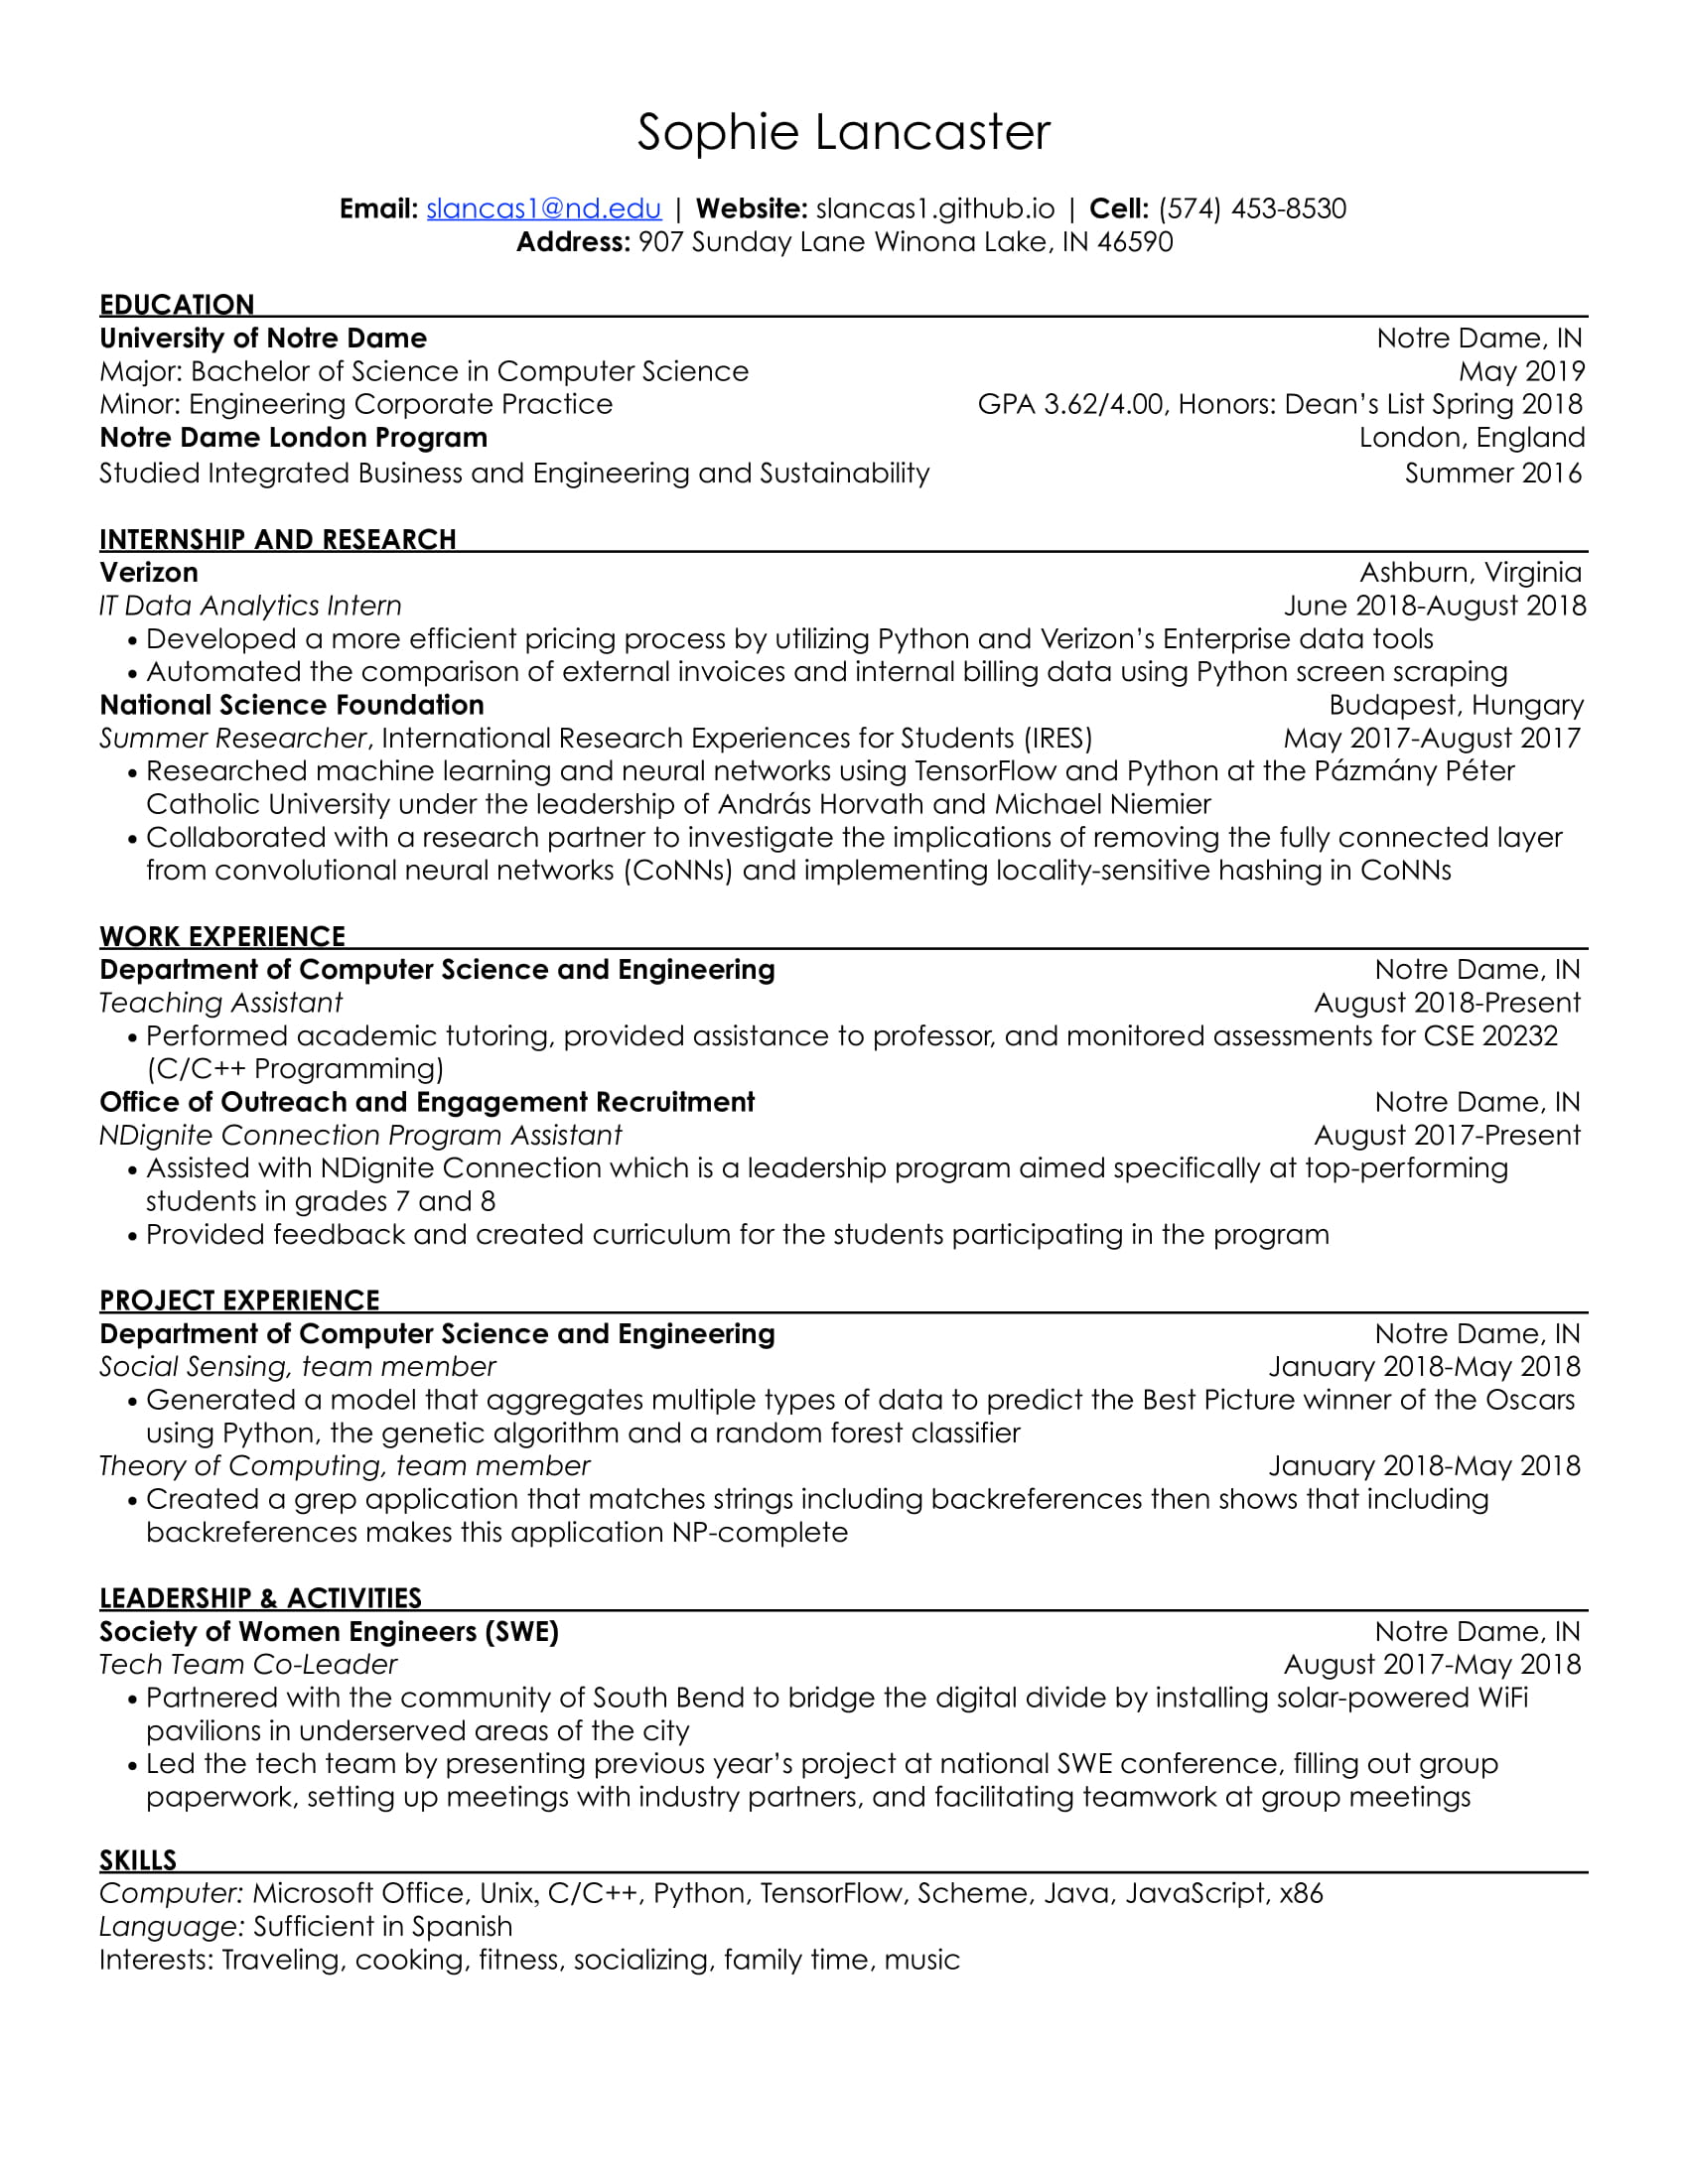 Sophie Lancaster
Email: slancas1@nd.edu | Website: slancas1.github.io | Cell: (574) 453-8530
Address: 907 Sunday Lane Winona Lake, IN 46590
EDUCATION
University of Notre Dame Notre Dame, IN
Major: Bachelor of Science in Computer Science May 2019
Minor: Engineering Corporate Practice GPA 3.62/4.00, Honors: Dean’s List Spring 2018
Notre Dame London Program London, England
Studied Integrated Business and Engineering and Sustainability Summer 2016
INTERNSHIP AND RESEARCH
Verizon Ashburn, Virginia
IT Data Analytics Intern June 2018-August 2018
• Developed a more efficient pricing process by utilizing Python and Verizon’s Enterprise data tools
• Automated the comparison of external invoices and internal billing data using Python screen scraping
National Science Foundation Budapest, Hungary
Summer Researcher, International Research Experiences for Students (IRES) May 2017-August 2017
• Researched machine learning and neural networks using TensorFlow and Python at the Pázmány Péter
Catholic University under the leadership of András Horvath and Michael Niemier
• Collaborated with a research partner to investigate the implications of removing the fully connected layer
from convolutional neural networks (CoNNs) and implementing locality-sensitive hashing in CoNNs
WORK EXPERIENCE
Department of Computer Science and Engineering Notre Dame, IN
Teaching Assistant August 2018-Present
• Performed academic tutoring, provided assistance to professor, and monitored assessments for CSE 20232
(C/C++ Programming)
Office of Outreach and Engagement Recruitment Notre Dame, IN
NDignite Connection Program Assistant August 2017-Present
• Assisted with NDignite Connection which is a leadership program aimed specifically at top-performing
students in grades 7 and 8
• Provided feedback and created curriculum for the students participating in the program
PROJECT EXPERIENCE
Department of Computer Science and Engineering Notre Dame, IN
Social Sensing, team member January 2018-May 2018
• Generated a model that aggregates multiple types of data to predict the Best Picture winner of the Oscars
using Python, the genetic algorithm and a random forest classifier
Theory of Computing, team member January 2018-May 2018
• Created a grep application that matches strings including backreferences then shows that including
backreferences makes this application NP-complete
LEADERSHIP & ACTIVITIES
Society of Women Engineers (SWE) Notre Dame, IN
Tech Team Co-Leader August 2017-May 2018
• Partnered with the community of South Bend to bridge the digital divide by installing solar-powered WiFi
pavilions in underserved areas of the city
• Led the tech team by presenting previous year’s project at national SWE conference, filling out group
paperwork, setting up meetings with industry partners, and facilitating teamwork at group meetings
SKILLS
Computer: Microsoft Office, Unix, C/C++, Python, TensorFlow, Scheme, Java, JavaScript, x86
Language: Sufficient in Spanish
Interests: Traveling, cooking, fitness, socializing, family time, music